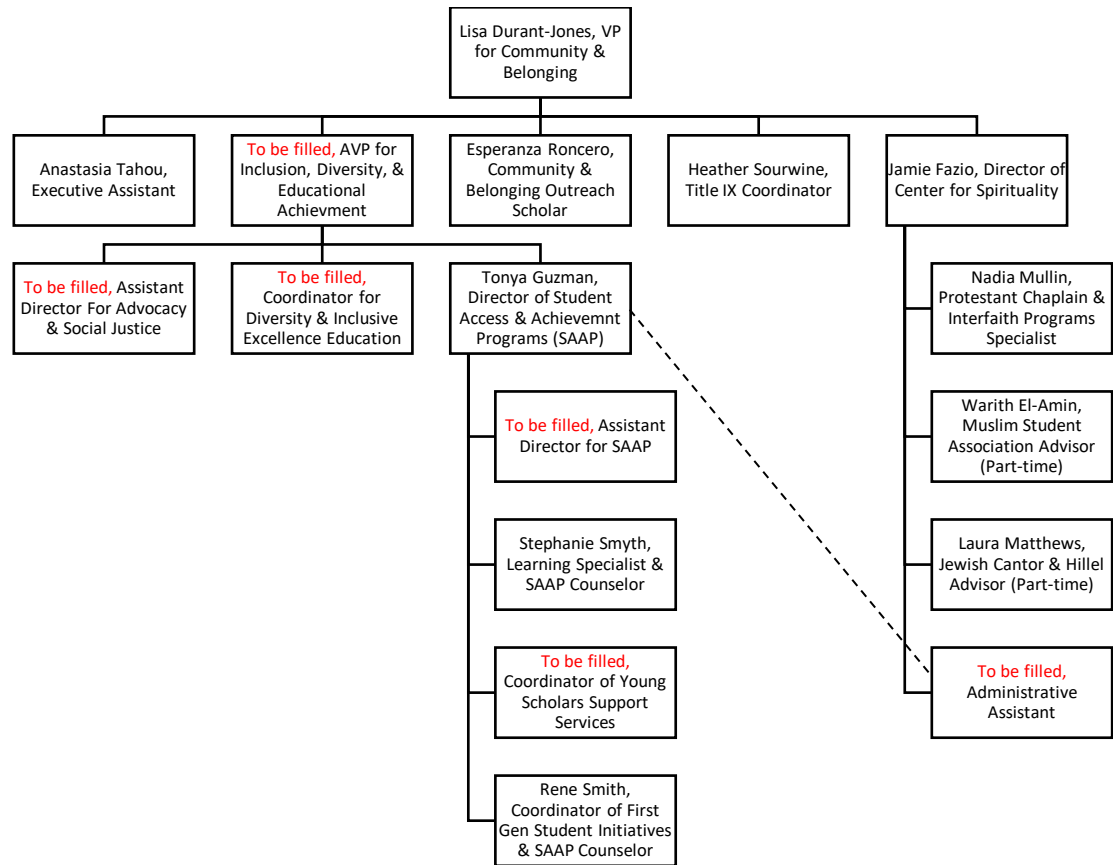 Lisa Durant-Jones, VP
for Community &
Belonging
Anastasia Tahou,
Executive Assistant
To be filled, AVP for
Inclusion, Diversity, &
Educational
Achievment
Esperanza Roncero,
Community &
Belonging Outreach
Scholar
Heather Sourwine,
Title IX Coordinator
Jamie Fazio, Director of
Center for Spirituality
To be filled, Assistant
Director For Advocacy
& Social Justice
To be filled,
Coordinator for
Diversity & Inclusive
Excellence Education
Tonya Guzman,
Director of Student
Access & Achievemnt
Programs (SAAP)
Nadia Mullin,
Protestant Chaplain &
Interfaith Programs
Specialist
To be filled, Assistant
Director for SAAP
Warith El-Amin,
Muslim Student
Association Advisor
(Part-time)
Stephanie Smyth,
Learning Specialist &
SAAP Counselor
Laura Matthews,
Jewish Cantor & Hillel
Advisor (Part-time)
To be filled,
Coordinator of Young
Scholars Support
Services
To be filled,
Administrative
Assistant
Rene Smith,
Coordinator of First
Gen Student Initiatives
& SAAP Counselor